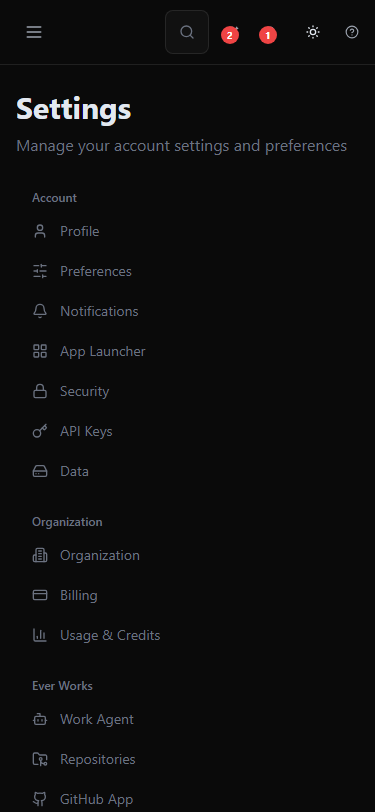 2
1
Settings
Manage your account settings and preferences
Account
Profile
Preferences
Notifications
App Launcher
Security
API Keys
Data
Organization
Organization
Billing
Usage & Credits
Ever Works
Work Agent
Repositories
GitHub App